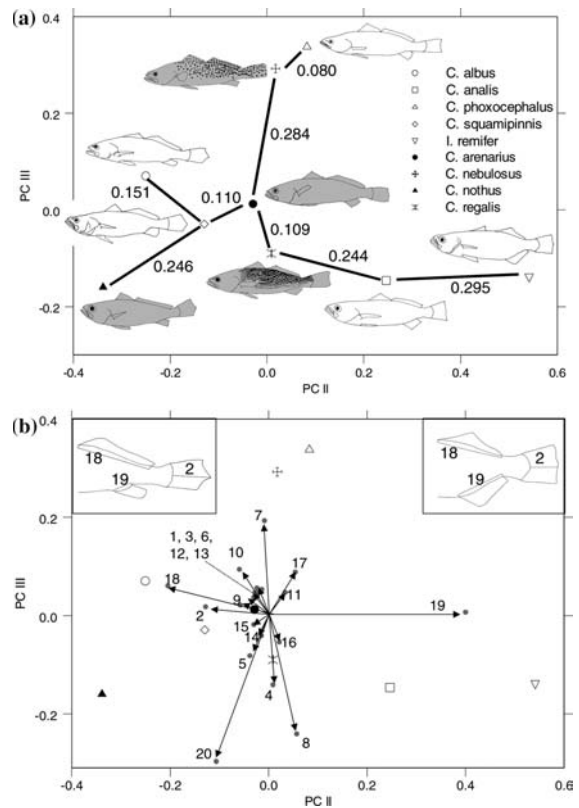 (a)
0.4
0.2
0.0
-0.2
PC III
-0.4 -0.2 0.0 0.2 0.4 0.6
PC II
0.080
0.284
0.151
0.110
0.109
0.246
0.244
0.295
C. albus
C. analis
C. phoxocephalus
C. squamipinnis
I. remifer
C. arenarius
C. nebulosus
C. nothus
C. regalis
(b)
0.4
0.2
0.0
-0.2
PC III
-0.4 -0.2 0.0 0.2 0.4 0.6
PC II
18
19
2
18
19
2
7
1, 3, 6,
12, 13
10
17
18
9
11
19
2
15
14
16
5
4
8
20